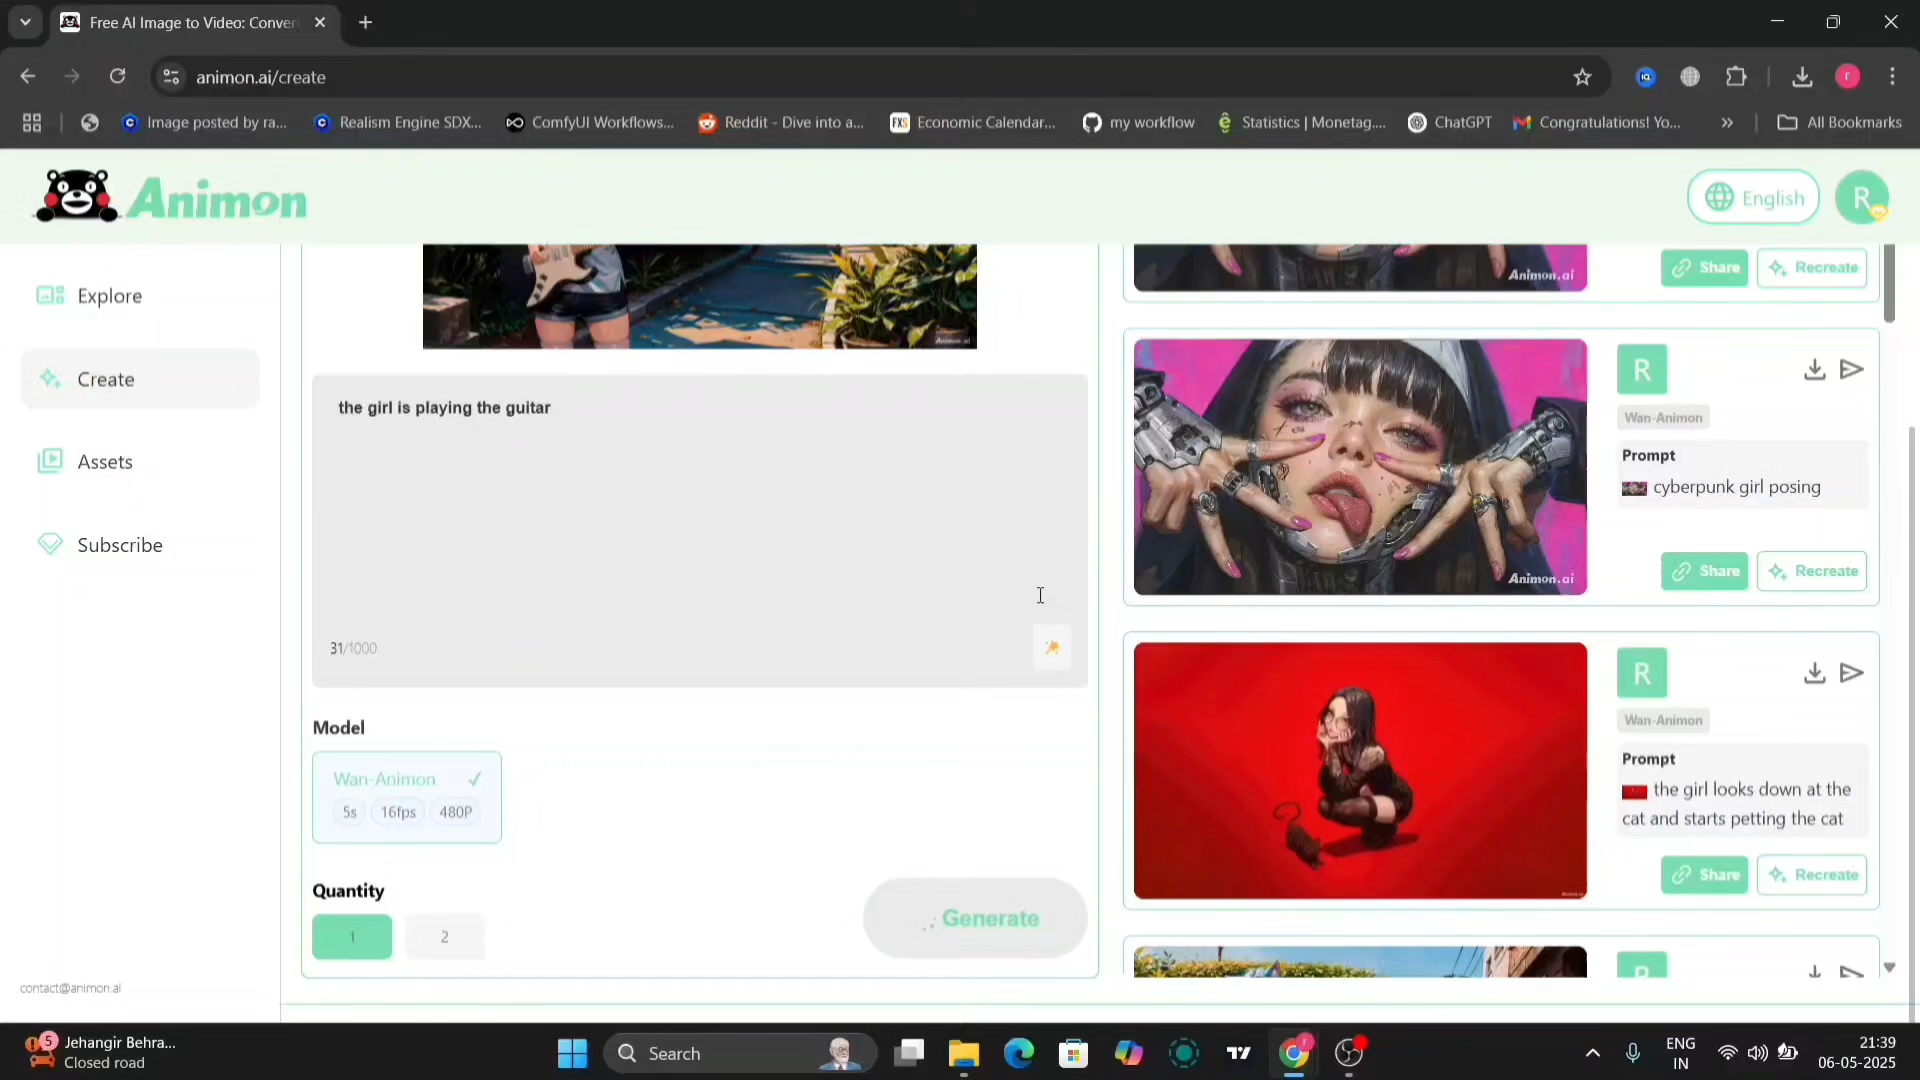 Free AI Image to Video: Conver
animon.ai/create
Image posted by ra...
Realism Engine SDX...
ComfyUI Workflows...
Reddit - Dive into a...
FXS
Economic Calendar...
my workflow
Statistics | Monetag....
ChatGPT
Congratulations! Yo...
All Bookmarks
Animon
English
R
Explore
Create
Assets
Subscribe
contact@animon.ai
Animon.ai
the girl is playing the guitar
31/1000
Model
Wan-Animon
5s
16fps
480P
Quantity
1
2
Generate
Animon.ai
Share
Recreate
Animon.ai
R
Wan-Animon
Prompt
cyberpunk girl posing
Share
Recreate
R
Wan-Animon
Prompt
the girl looks down at the
cat and starts petting the cat
Share
Recreate
R
5
Jehangir Behra...
Closed road
Search
ENG
IN
21:39
06-05-2025